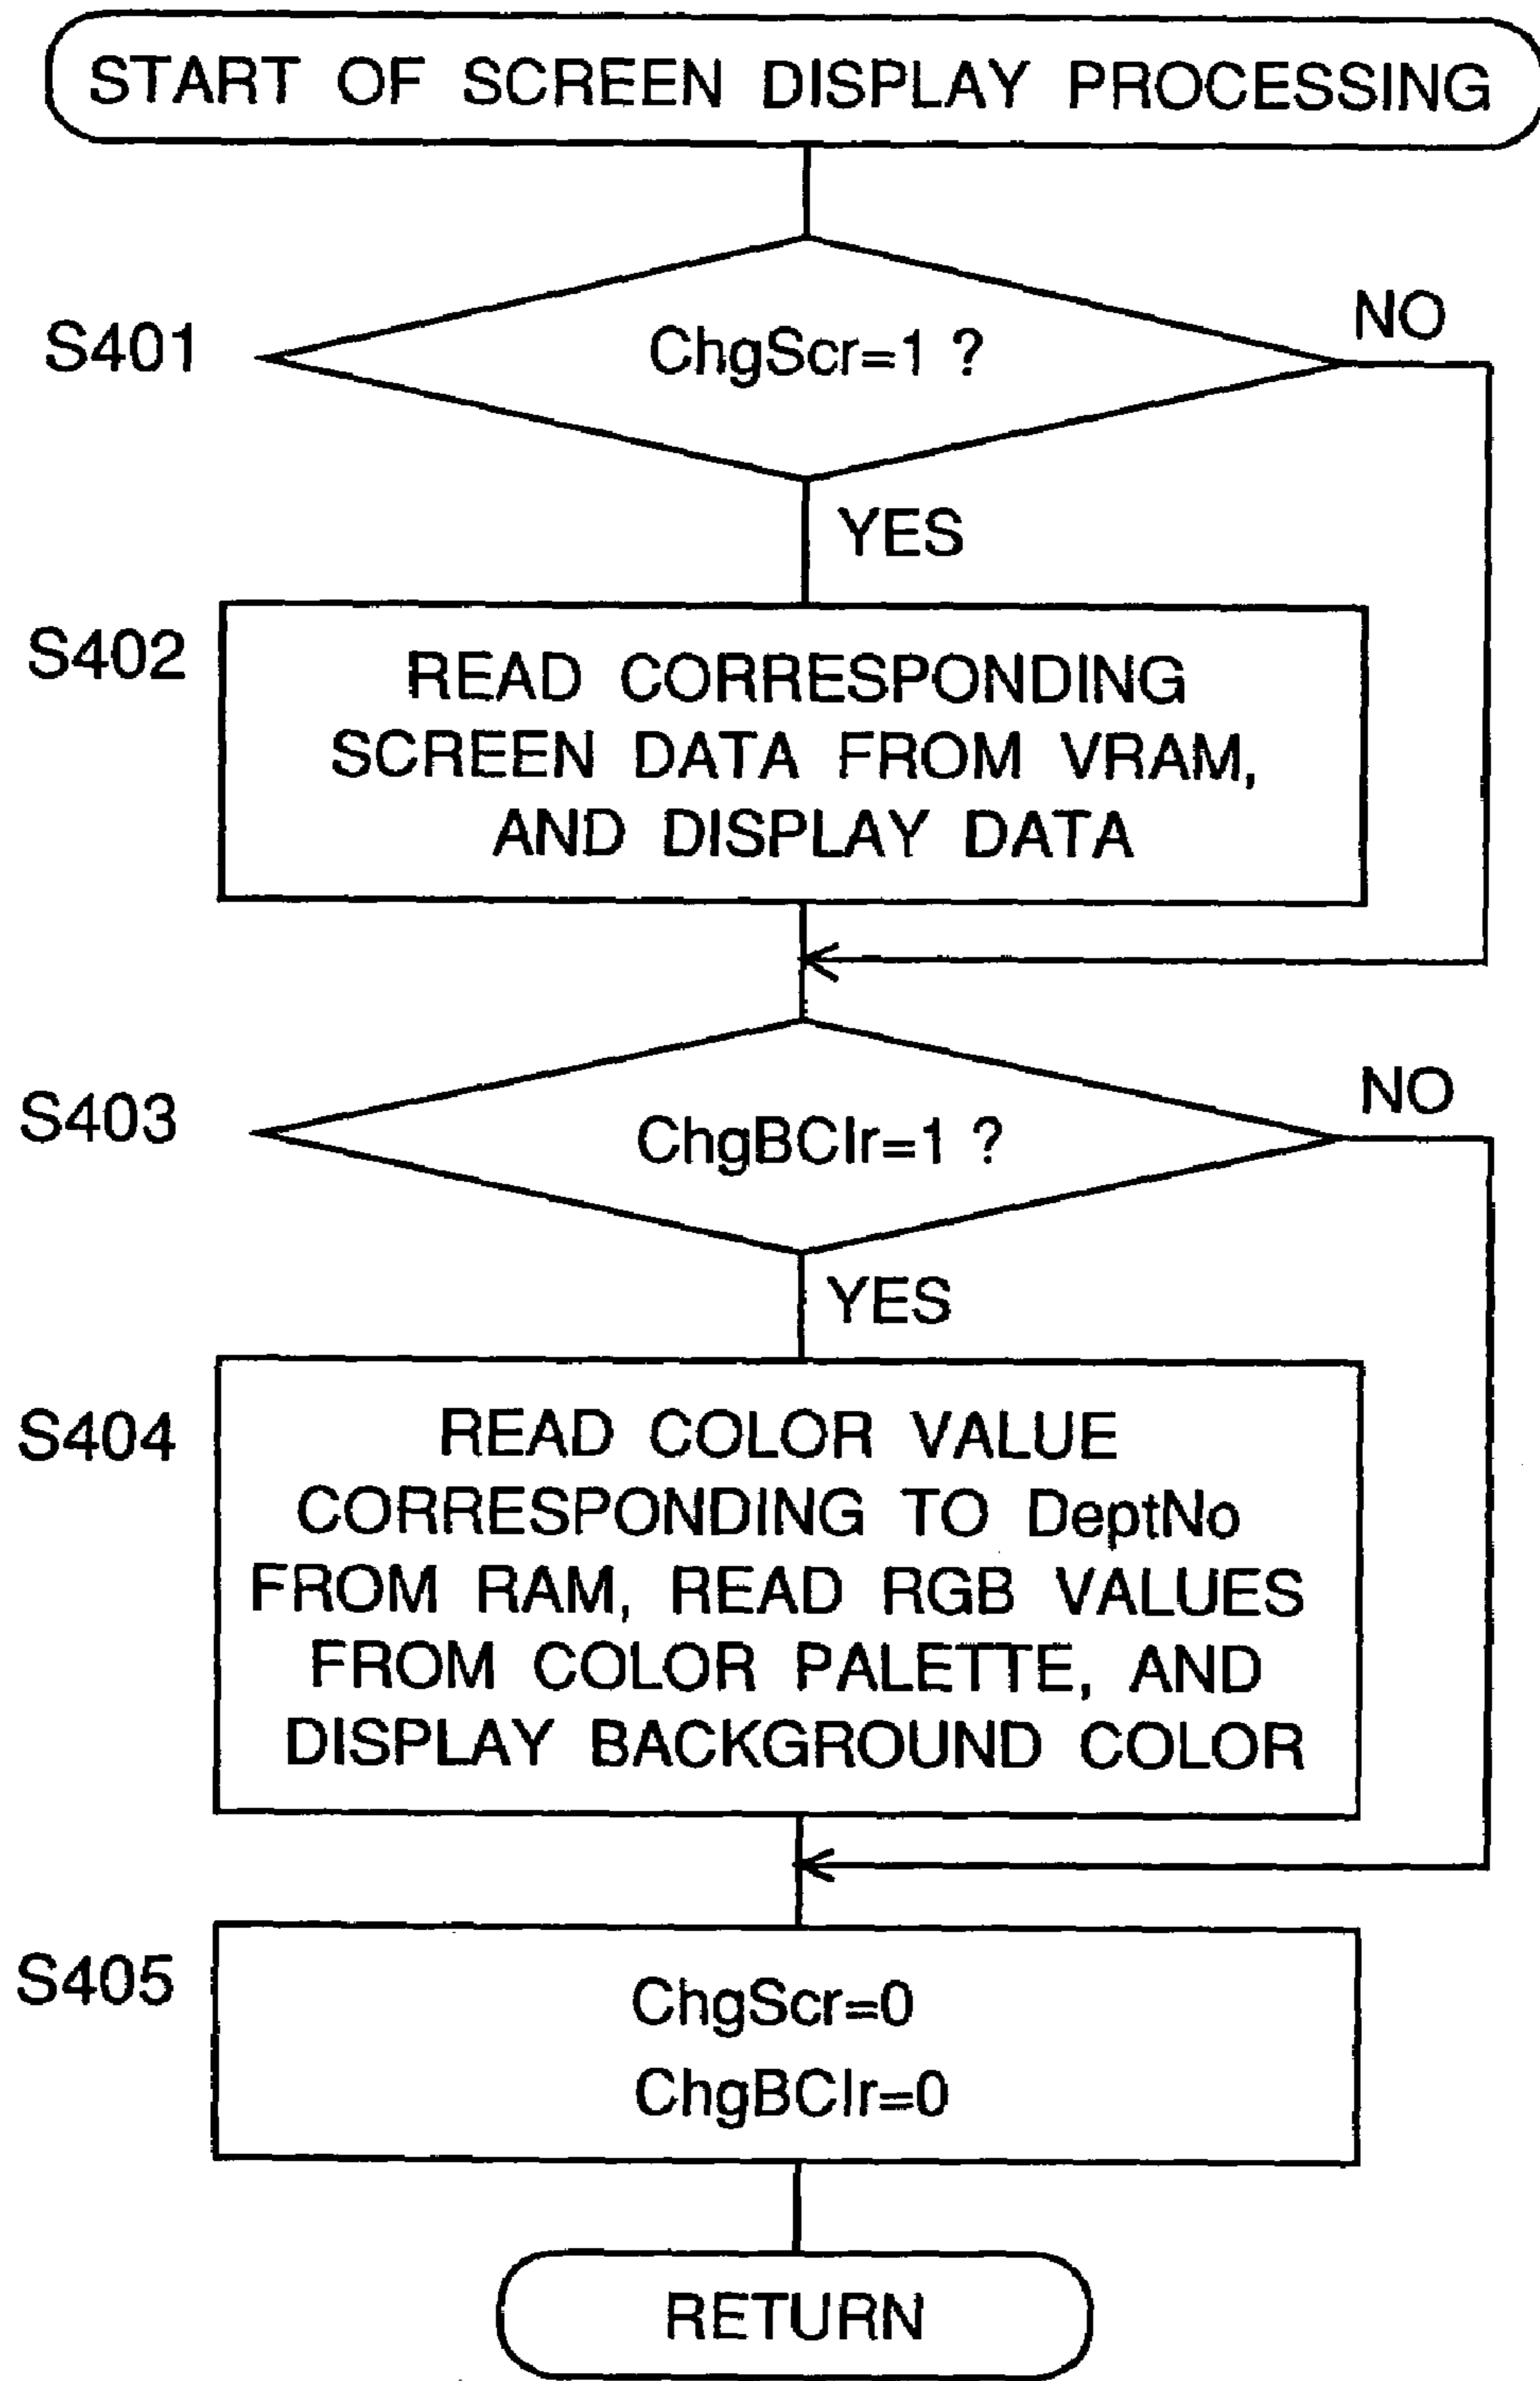 START OF SCREEN DISPLAY PROCESSING
S401
ChgScr=1 ?
NO
YES
S402
READ CORRESPONDING
SCREEN DATA FROM VRAM,
AND DISPLAY DATA
S403
ChgBClr=1 ?
NO
YES
S404
READ COLOR VALUE
CORRESPONDING TO DeptNo
FROM RAM, READ RGB VALUES
FROM COLOR PALETTE, AND
DISPLAY BACKGROUND COLOR
S405
ChgScr=0
ChgBClr=0
RETURN